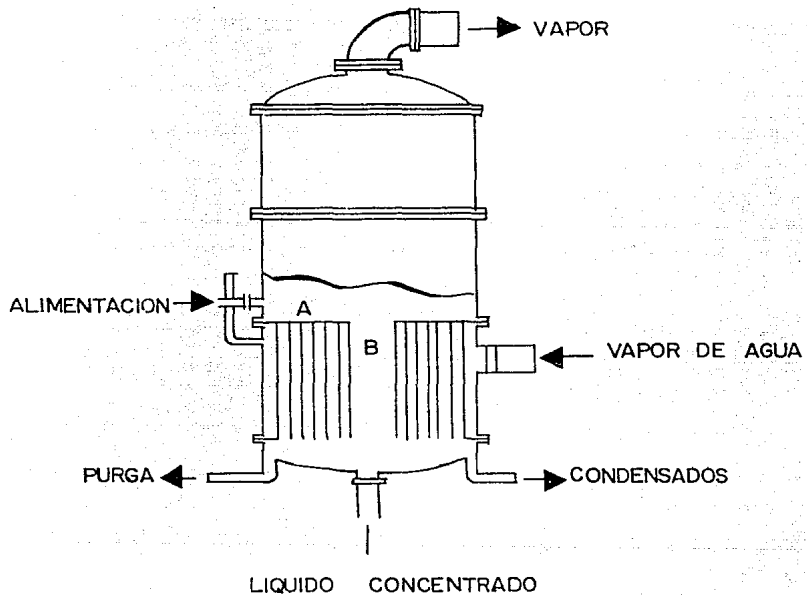 VAPOR
ALIMENTACION
A
B
VAPOR DE AGUA
PURGA
CONDENSADOS
LIQUIDO CONCENTRADO